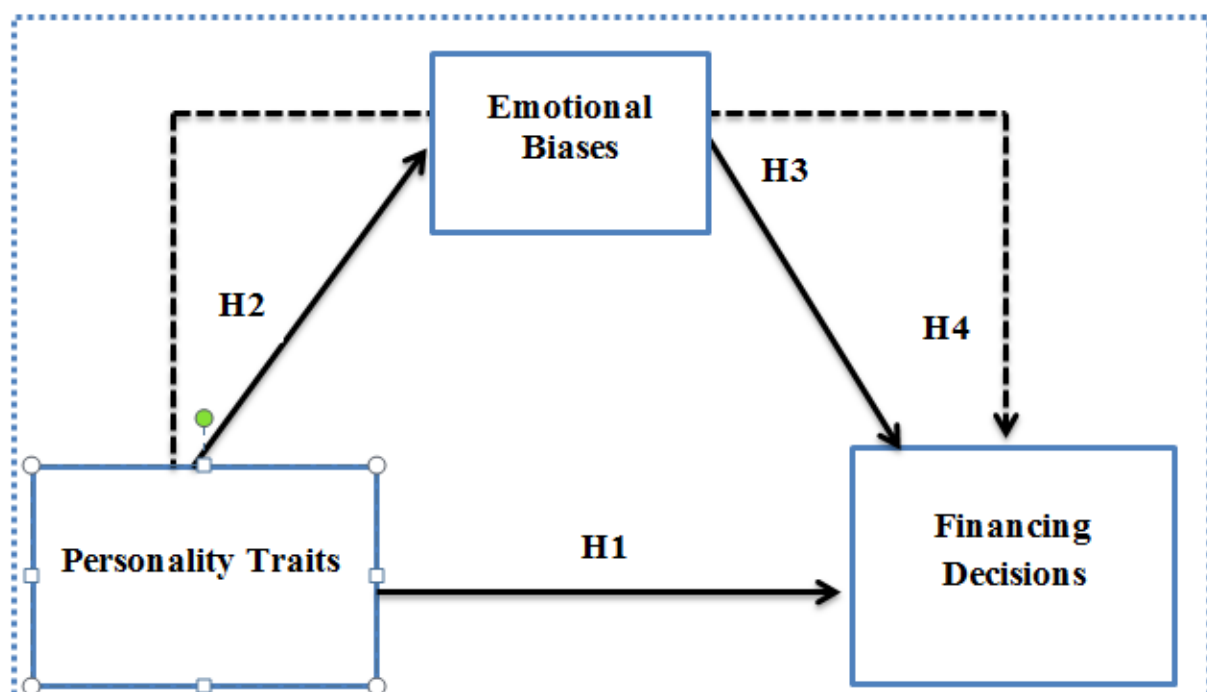 Emotional
Biases
H3
H2
H4
Personality Traits
H1
Financing
Decisions